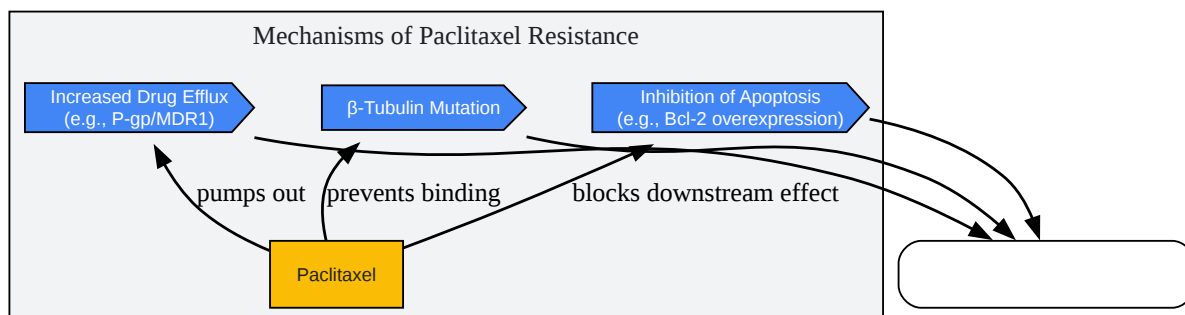 Mechanisms of Paclitaxel Resistance
Increased Drug Efflux
(e.g., P-gp/MDR1)
β-Tubulin Mutation
Inhibition of Apoptosis
(e.g., Bcl-2 overexpression)
pumps out
prevents binding
blocks downstream effect
Paclitaxel